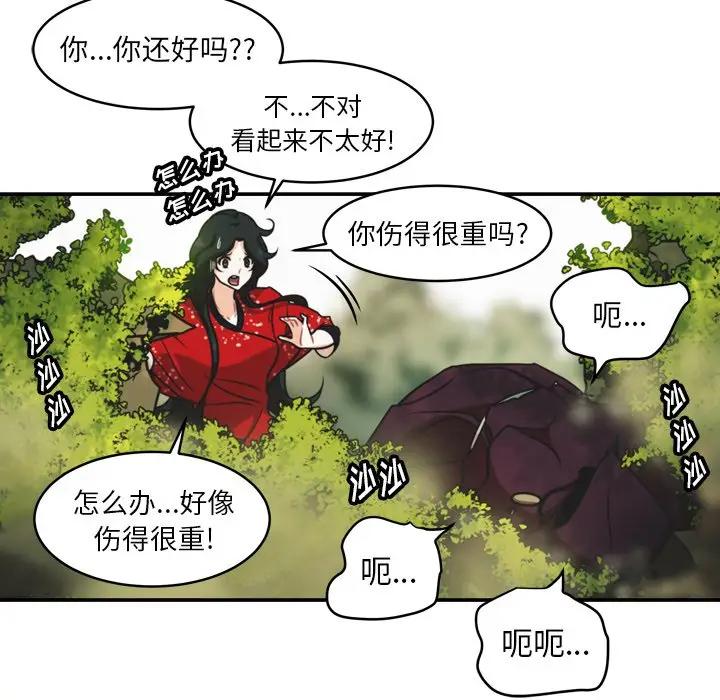 你...你还好吗??
不...不对
看起来不太好!
怎么办
怎么办
你伤得很重吗?
呃...
沙沙沙
沙沙沙
沙沙
怎么办...好像
伤得很重!
呃...
呃呃...